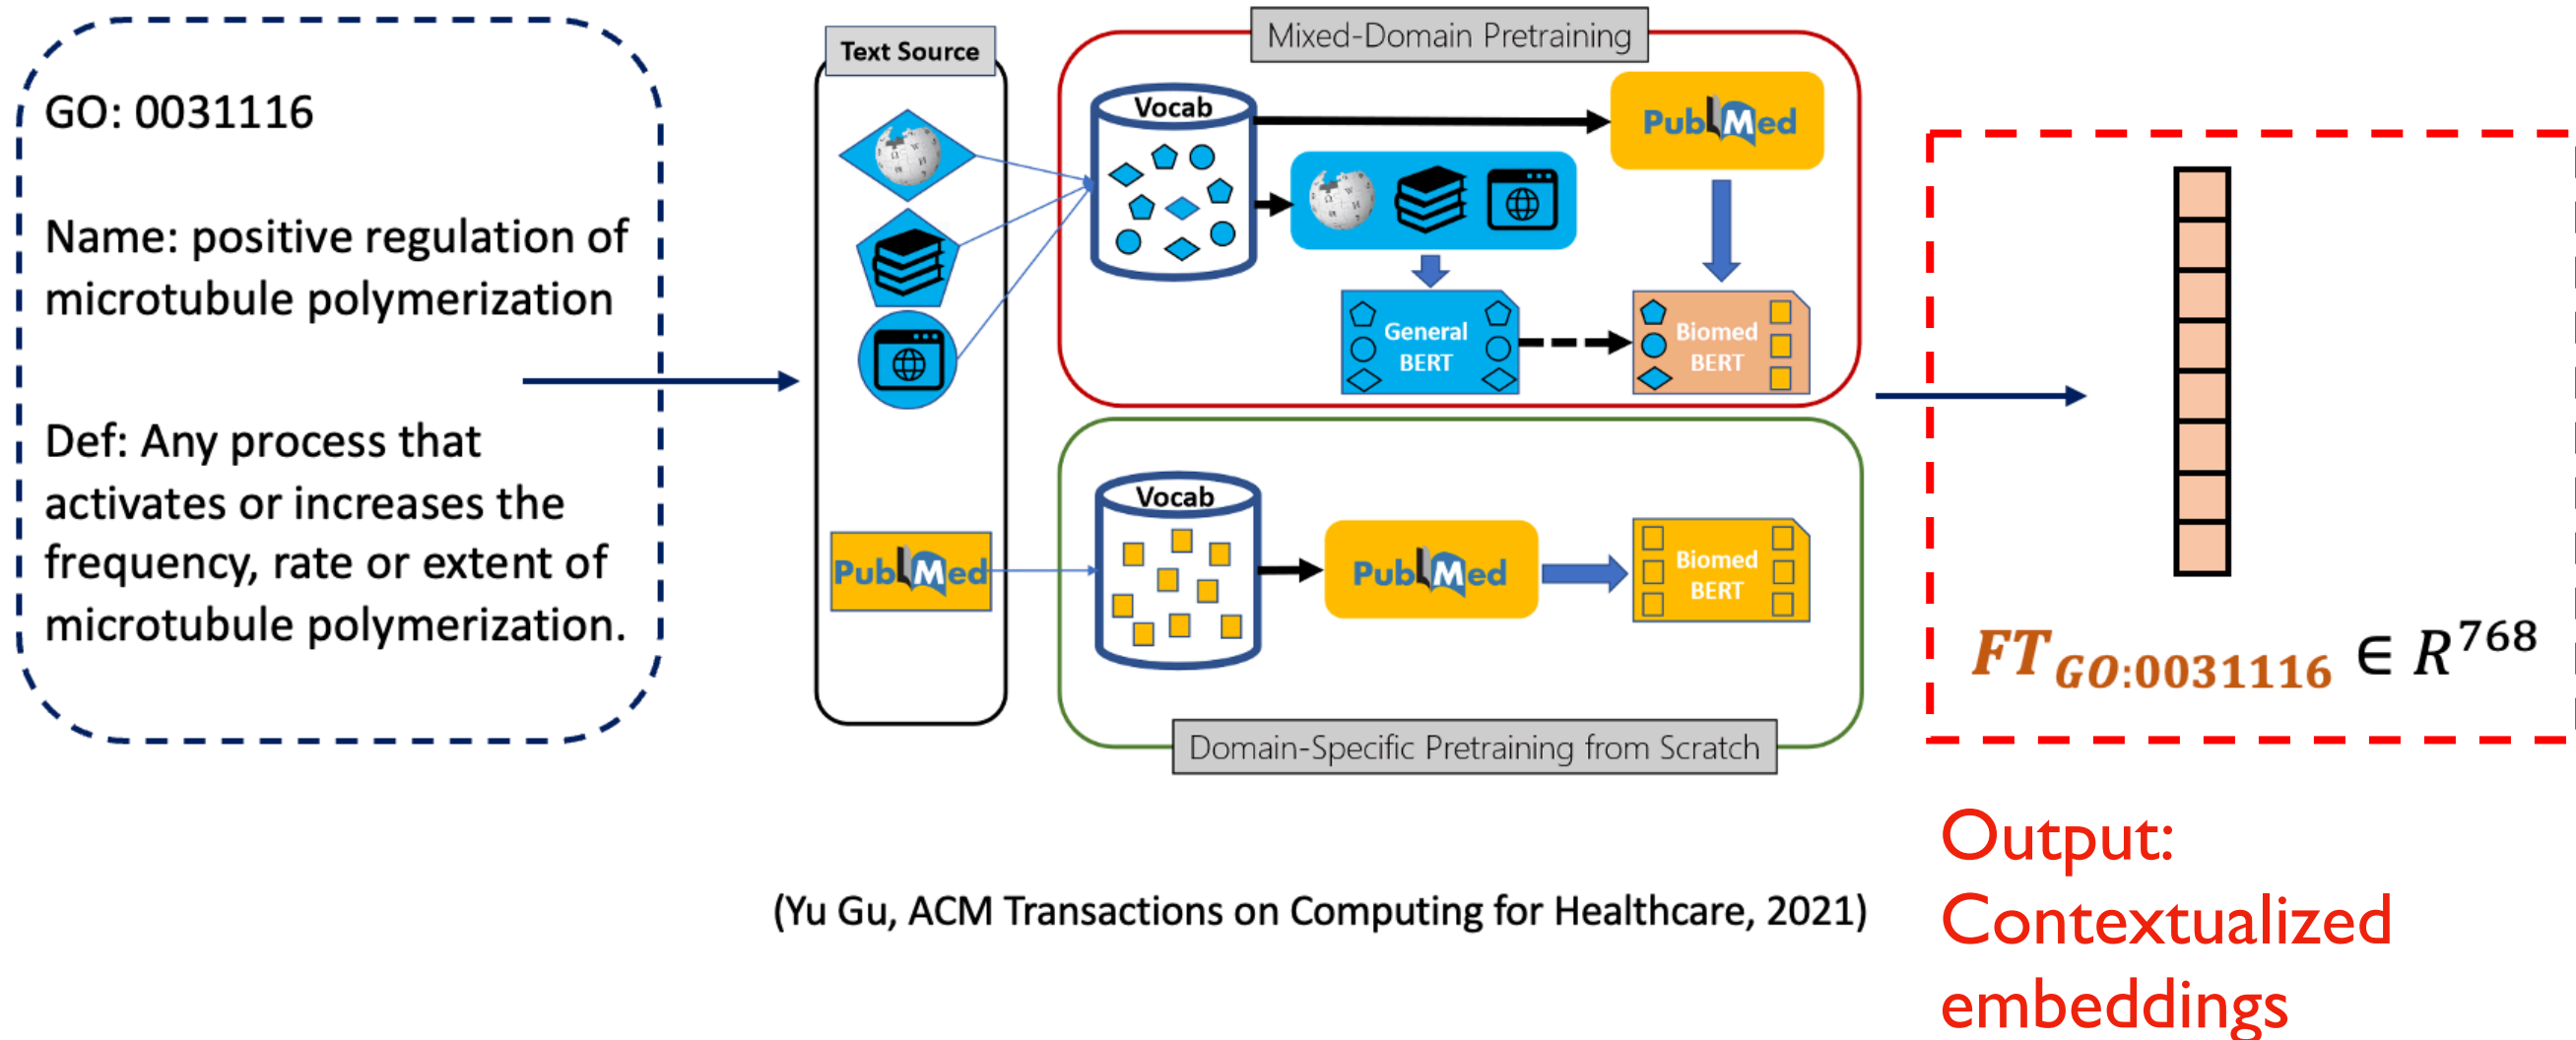 GO: 0031116
Name: positive regulation of
microtubule polymerization
Def: Any process that
activates or increases the
frequency, rate or extent of
microtubule polymerization.
Text Source
PubMed
Mixed-Domain Pretraining
Vocab
PubMed
General
BERT
Biomed
BERT
Vocab
PubMed
Biomed
BERT
Domain-Specific Pretraining from Scratch
FT GO:0031116 ∈ R^768
Output:
Contextualized
embeddings
(Yu Gu, ACM Transactions on Computing for Healthcare, 2021)